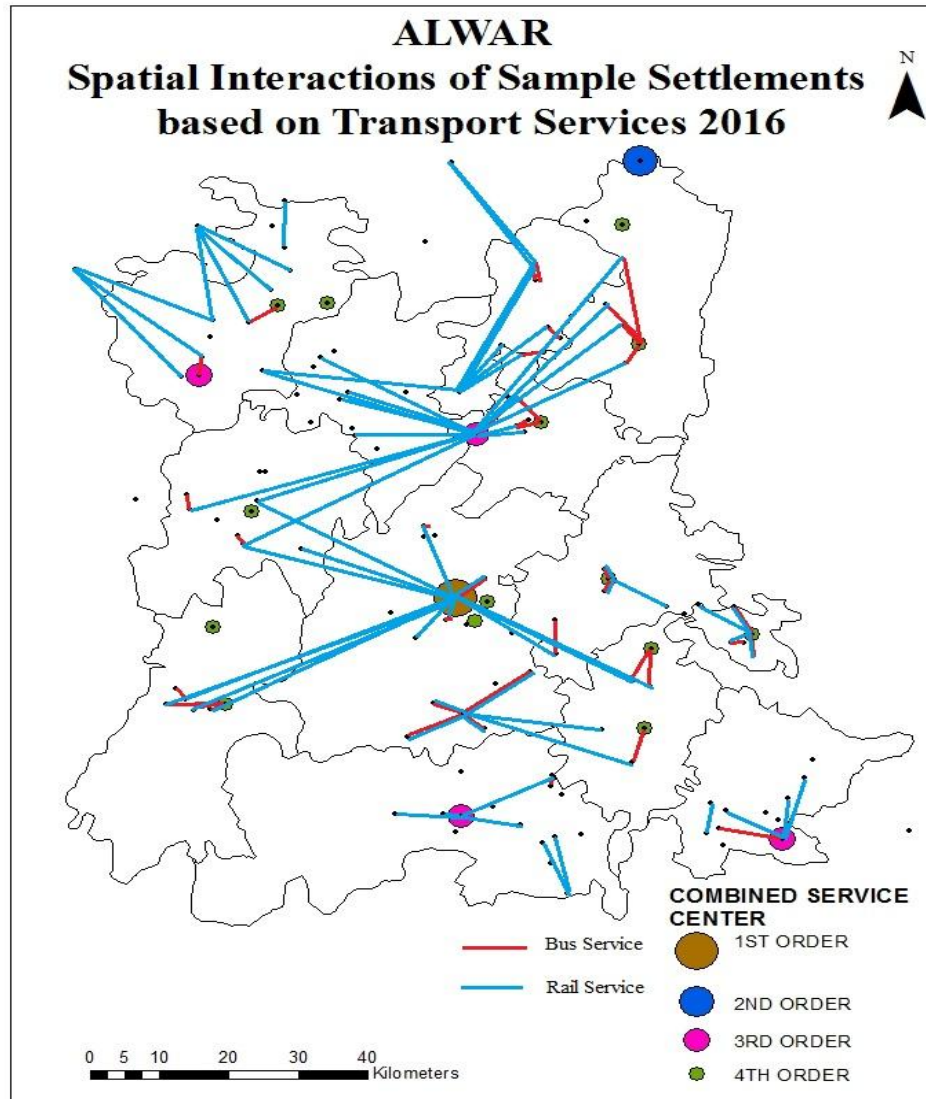 ALWAR
Spatial Interactions of Sample Settlements
based on Transport Services 2016
N
COMBINED SERVICE
CENTER
Bus Service
Rail Service
1ST ORDER
2ND ORDER
3RD ORDER
4TH ORDER
0 5 10 20 30 40
Kilometers